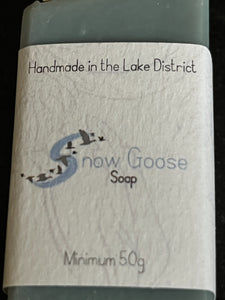 Handmade in the Lake District
Snow Goose
Soap
Minimum 50g